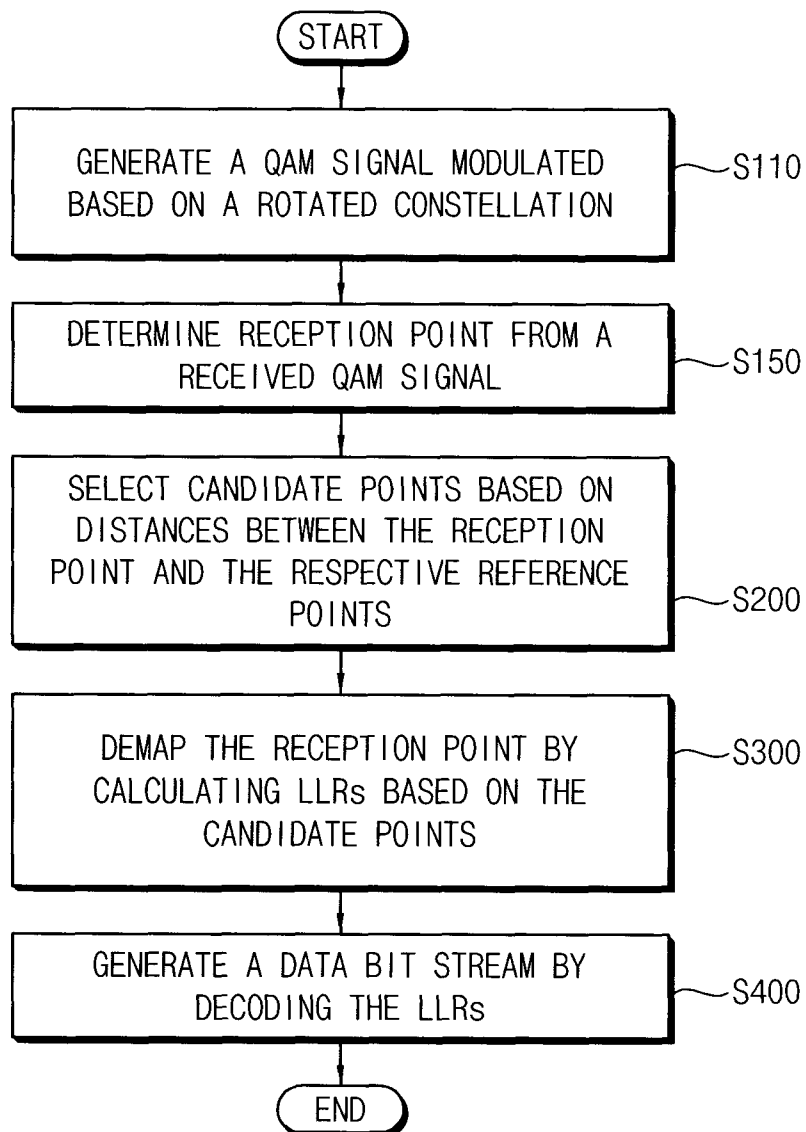 START
GENERATE A QAM SIGNAL MODULATED
BASED ON A ROTATED CONSTELLATION
S110
DETERMINE RECEPTION POINT FROM A
RECEIVED QAM SIGNAL
S150
SELECT CANDIDATE POINTS BASED ON
DISTANCES BETWEEN THE RECEPTION
POINT AND THE RESPECTIVE REFERENCE
POINTS
S200
DEMAP THE RECEPTION POINT BY
CALCULATING LLRs BASED ON THE
CANDIDATE POINTS
S300
GENERATE A DATA BIT STREAM BY
DECODING THE LLRs
S400
END